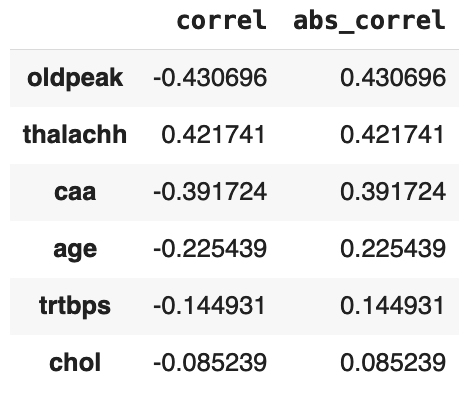 correl abs_correl
oldpeak -0.430696 0.430696
thalachh 0.421741 0.421741
caa -0.391724 0.391724
age -0.225439 0.225439
trtbps -0.144931 0.144931
chol -0.085239 0.085239